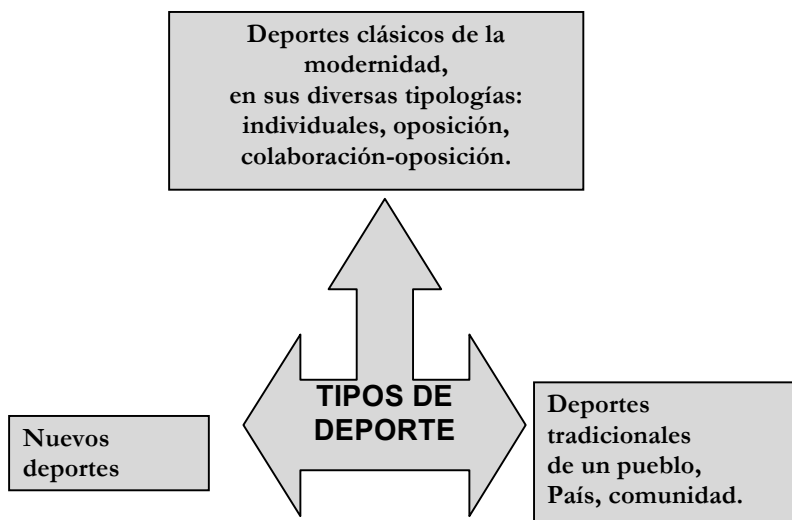 Deportes clásicos de la
modernidad,
en sus diversas tipologías:
individuales, oposición,
colaboración-oposición.
TIPOS DE
DEPORTE
Nuevos
deportes
Deportes
tradicionales
de un pueblo,
País, comunidad.